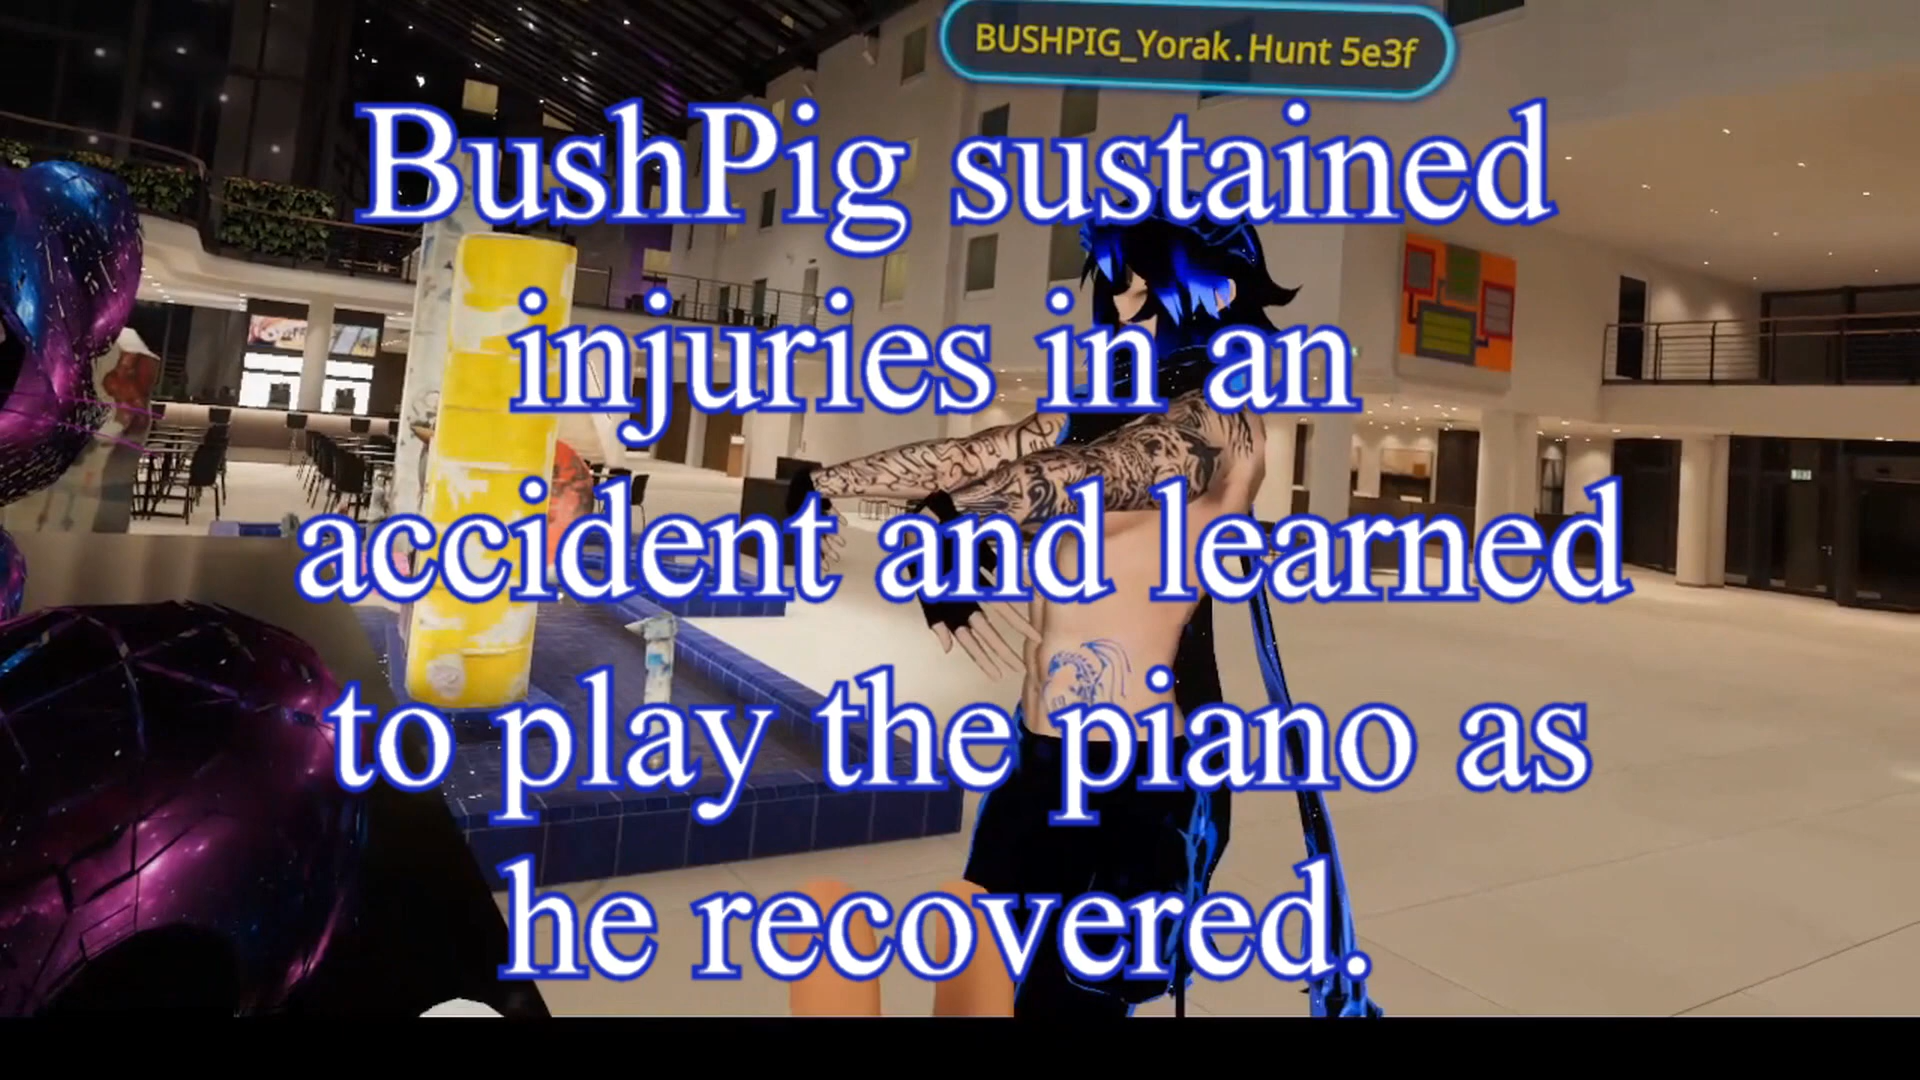 BUSHPIG_Yorak.Hunt 5e3f
BushPig sustained
injuries in an
accident and learned
to play the piano as
he recovered.